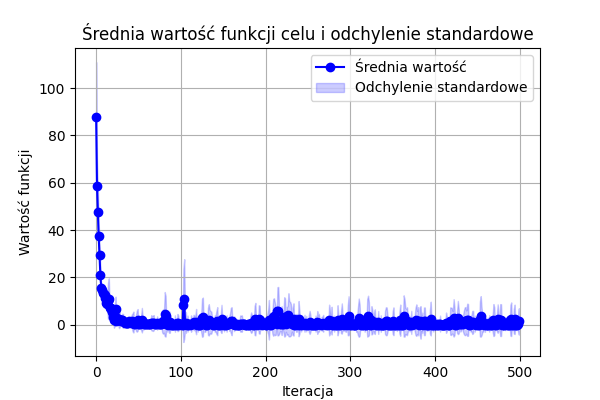 Średnia wartość funkcji celu i odchylenie standardowe
Średnia wartość
Odchylenie standardowe
Wartość funkcji
100
80
60
40
20
0
0 100 200 300 400 500
Iteracja